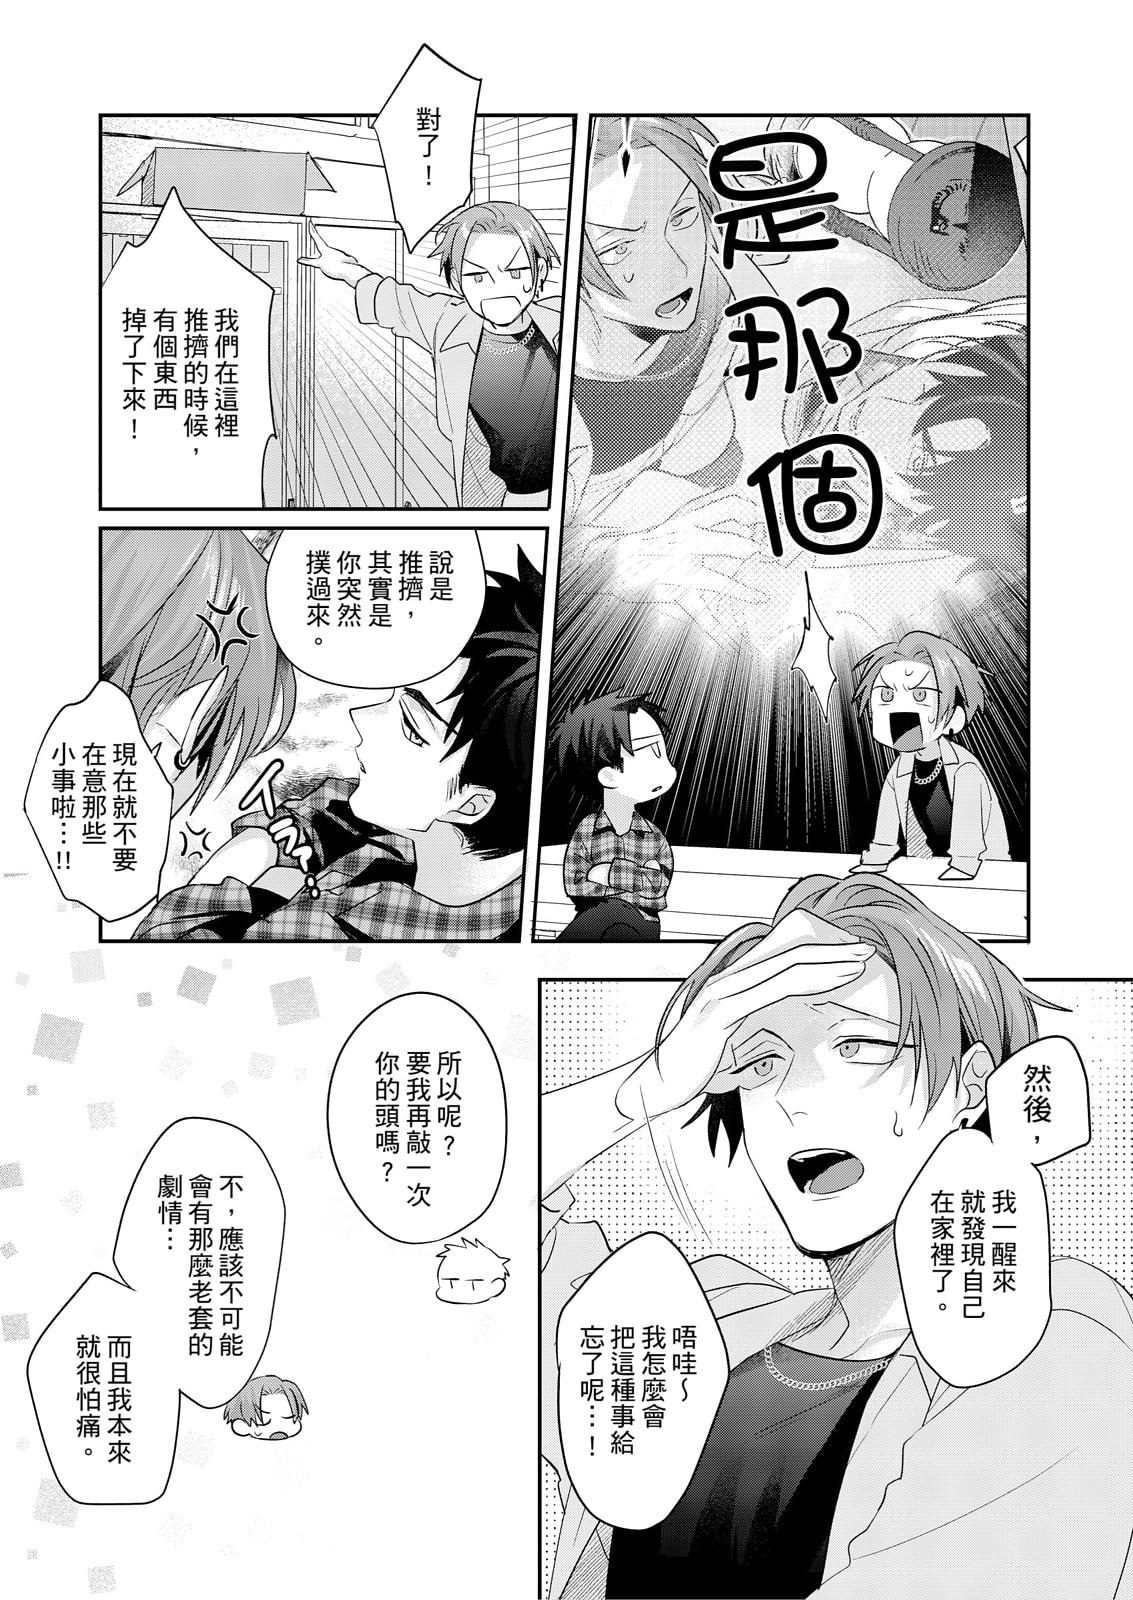 是那個
對了！
我們在這裡
推擠的時候，
有個東西
掉了下來！
說是
推擠，
其實是
你突然
撲過來。
イラァ…
現在就不要
在意那些
小事啦…!!
然後，
我一醒來
就發現自己
在家裡了。
唔哇～
我怎麼會
把這種事給
忘了呢…！
所以呢？
要我再敲一次
你的頭嗎？
不，應該不可能
會有那麼老套的
劇情…
而且我本來
就很怕痛。